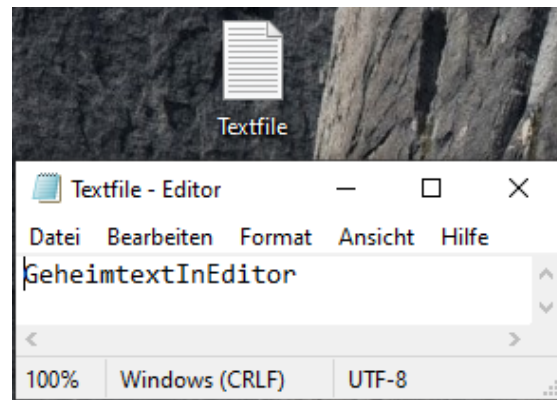 Textfile
Textfile - Editor
Datei Bearbeiten Format Ansicht Hilfe
GeheimtextInEditor
100% Windows (CRLF) UTF-8